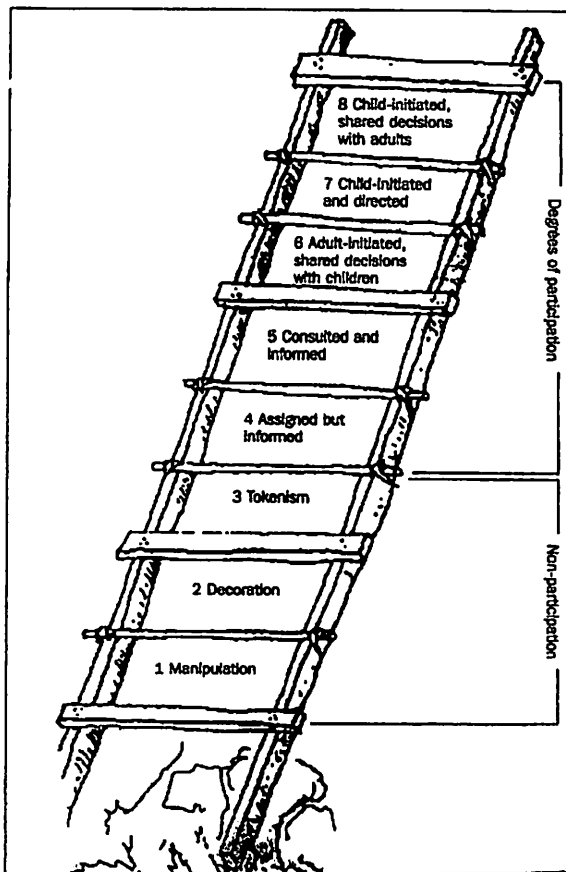 8 Child-initiated,
shared decisions
with adults
7 Child-initiated
and directed
6 Adult-initiated,
shared decisions
with children
5 Consulted and
informed
4 Assigned but
informed
3 Tokenism
2 Decoration
1 Manipulation
Degrees of participation
Non-participation